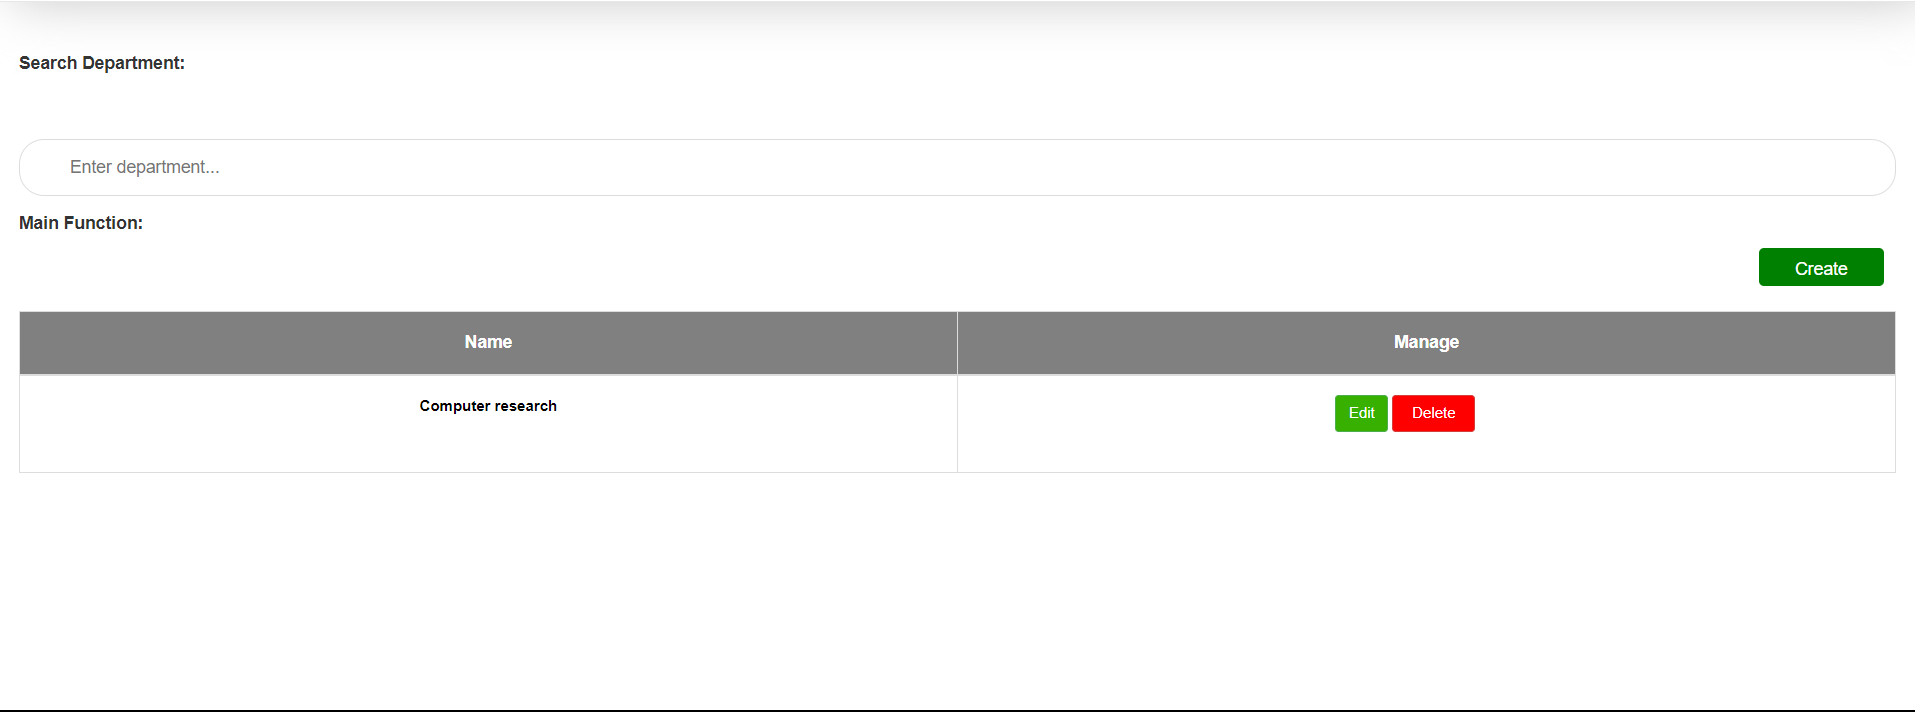 Search Department:
Enter department...
Main Function:
Create
Name Manage
Computer research Edit Delete